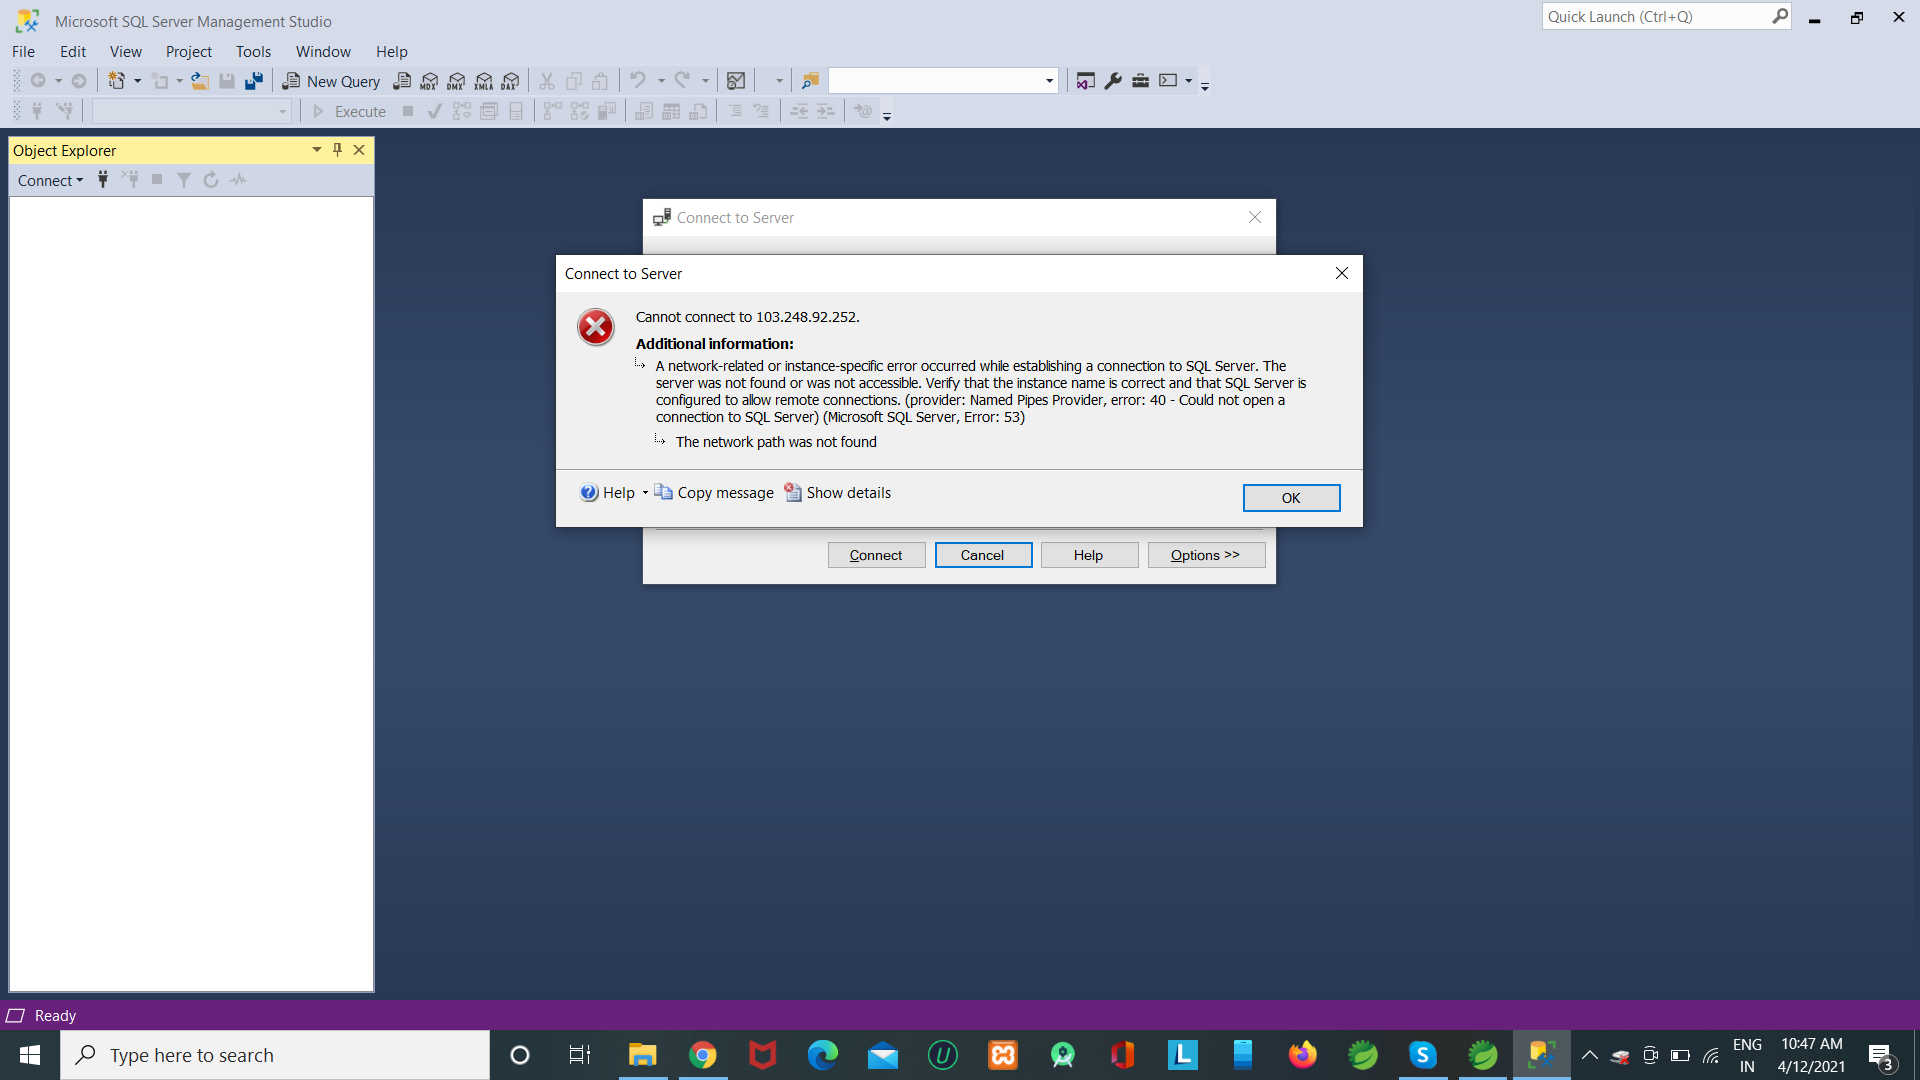 Microsoft SQL Server Management Studio
Quick Launch (Ctrl+Q)
File Edit View Project Tools Window Help
New Query MDX DMX XMLA DAX
Execute
Object Explorer
Connect
Connect to Server
Connect to Server
Cannot connect to 103.248.92.252.
Additional information:
A network-related or instance-specific error occurred while establishing a connection to SQL Server. The
server was not found or was not accessible. Verify that the instance name is correct and that SQL Server is
configured to allow remote connections. (provider: Named Pipes Provider, error: 40 - Could not open a
connection to SQL Server) (Microsoft SQL Server, Error: 53)
The network path was not found
Help Copy message Show details OK
Connect Cancel Help Options >>
Ready
Type here to search
ENG
IN
10:47 AM
4/12/2021
3